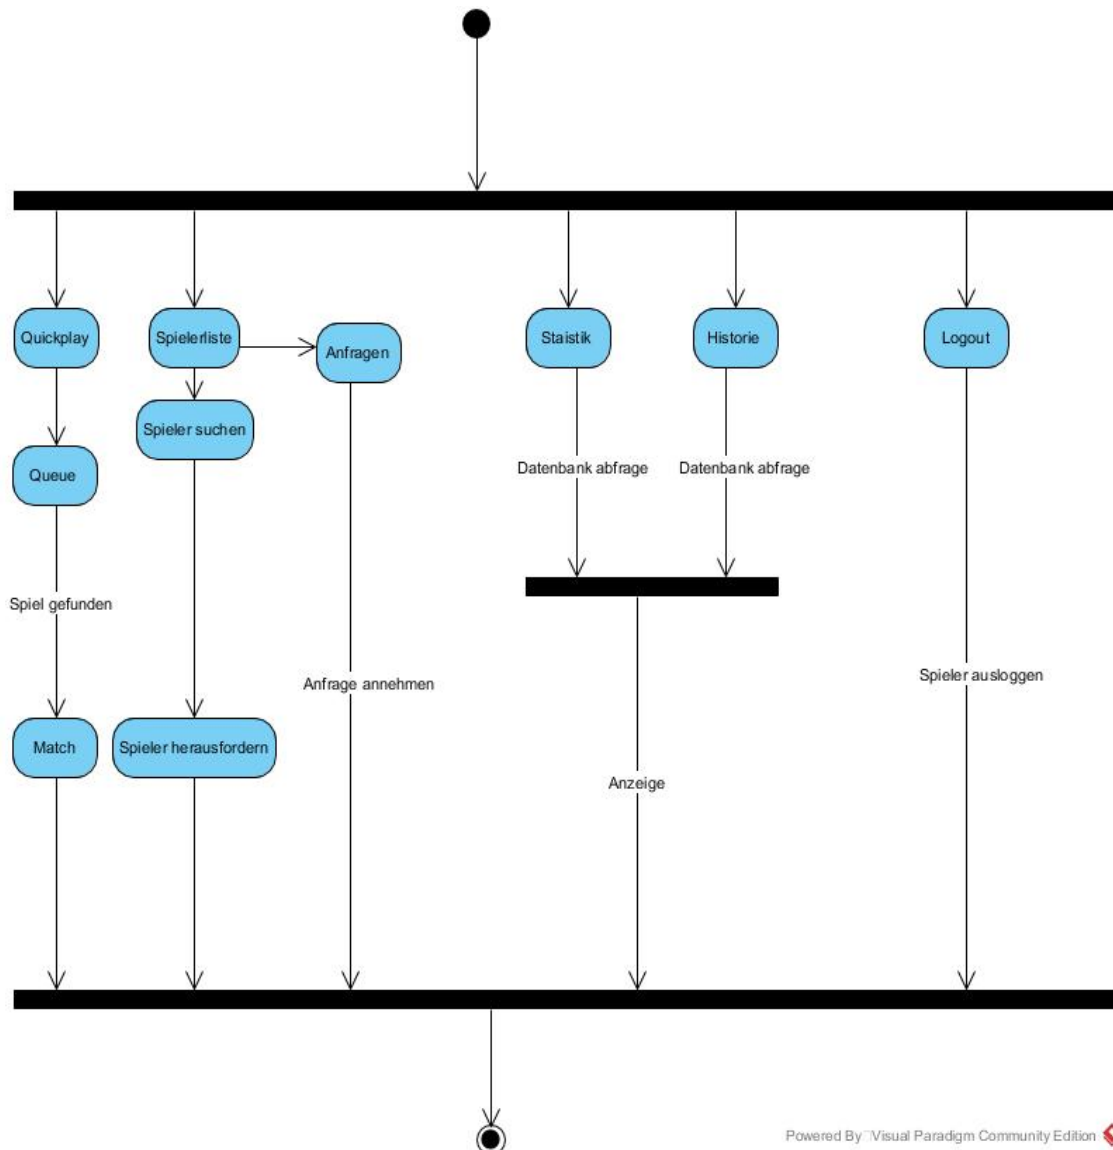 Quickplay
Spielerliste
Anfragen
Staistik
Historie
Logout
Spieler suchen
Queue
Datenbank abfrage
Datenbank abfrage
Spiel gefunden
Anfrage annehmen
Spieler ausloggen
Match
Spieler herausfordern
Anzeige
Powered By Visual Paradigm Community Edition